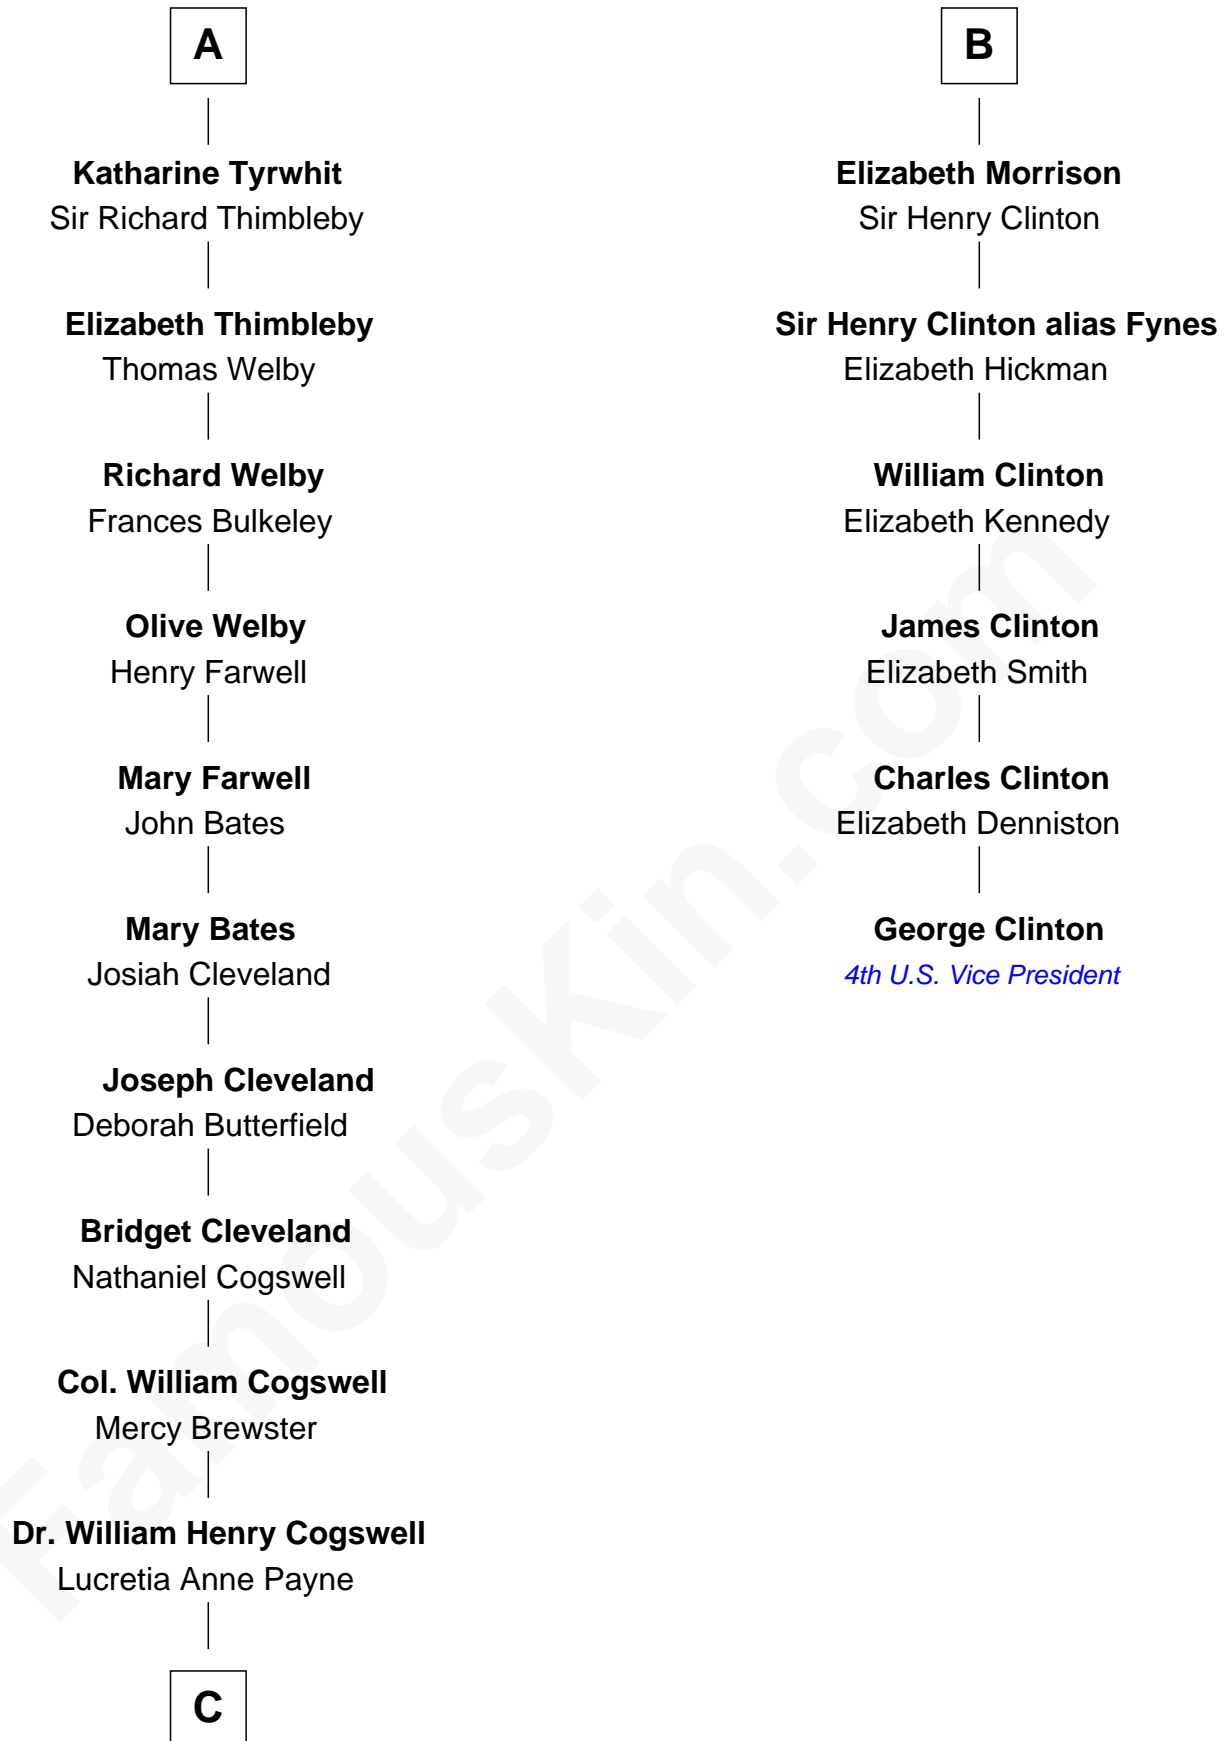 A
Katharine Tyrwhit
Sir Richard Thimbleby
Elizabeth Thimbleby
Thomas Welby
Richard Welby
Frances Bulkeley
Olive Welby
Henry Farwell
Mary Farwell
John Bates
Mary Bates
Josiah Cleveland
Joseph Cleveland
Deborah Butterfield
Bridget Cleveland
Nathaniel Cogswell
Col. William Cogswell
Mercy Brewster
Dr. William Henry Cogswell
Lucretia Anne Payne
C
B
Elizabeth Morrison
Sir Henry Clinton
Sir Henry Clinton alias Fynes
Elizabeth Hickman
William Clinton
Elizabeth Kennedy
James Clinton
Elizabeth Smith
Charles Clinton
Elizabeth Denniston
George Clinton
4th U.S. Vice President
FamousKin.com